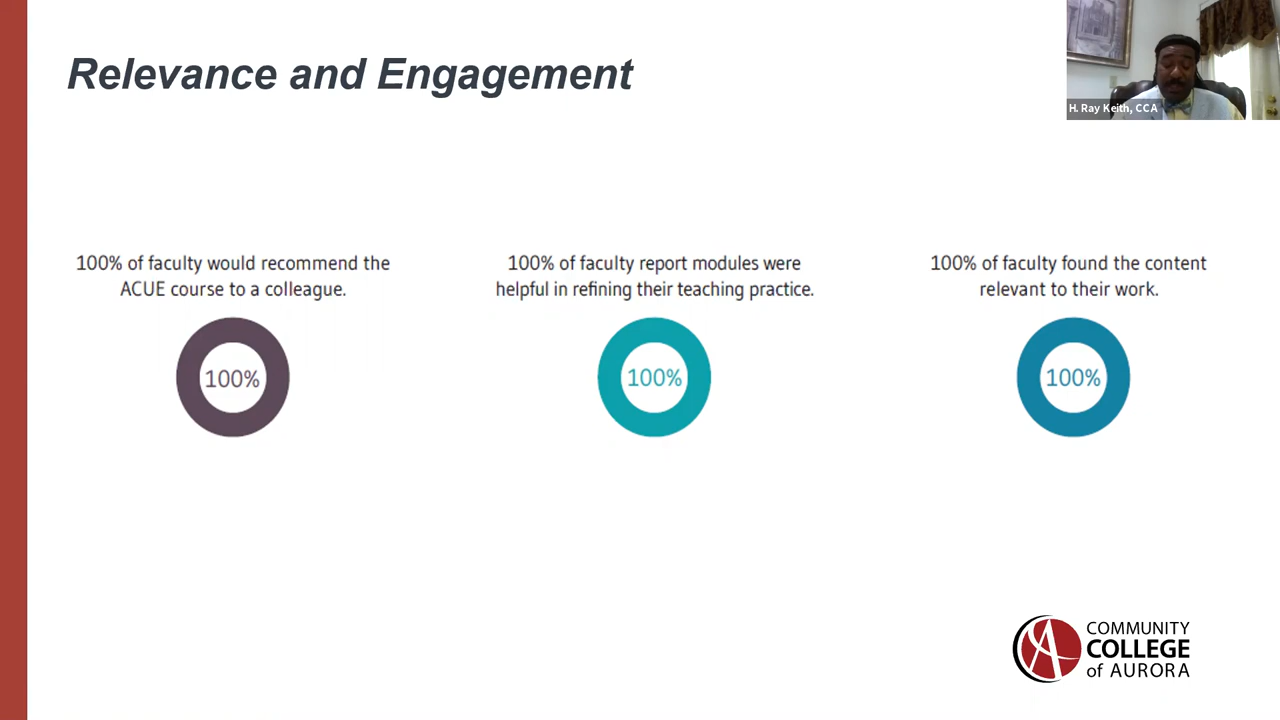 Relevance and Engagement
H. Ray Keith, CCA
100% of faculty would recommend the
ACUE course to a colleague.
100%
100% of faculty report modules were
helpful in refining their teaching practice.
100%
100% of faculty found the content
relevant to their work.
100%
COMMUNITY
COLLEGE
of AURORA